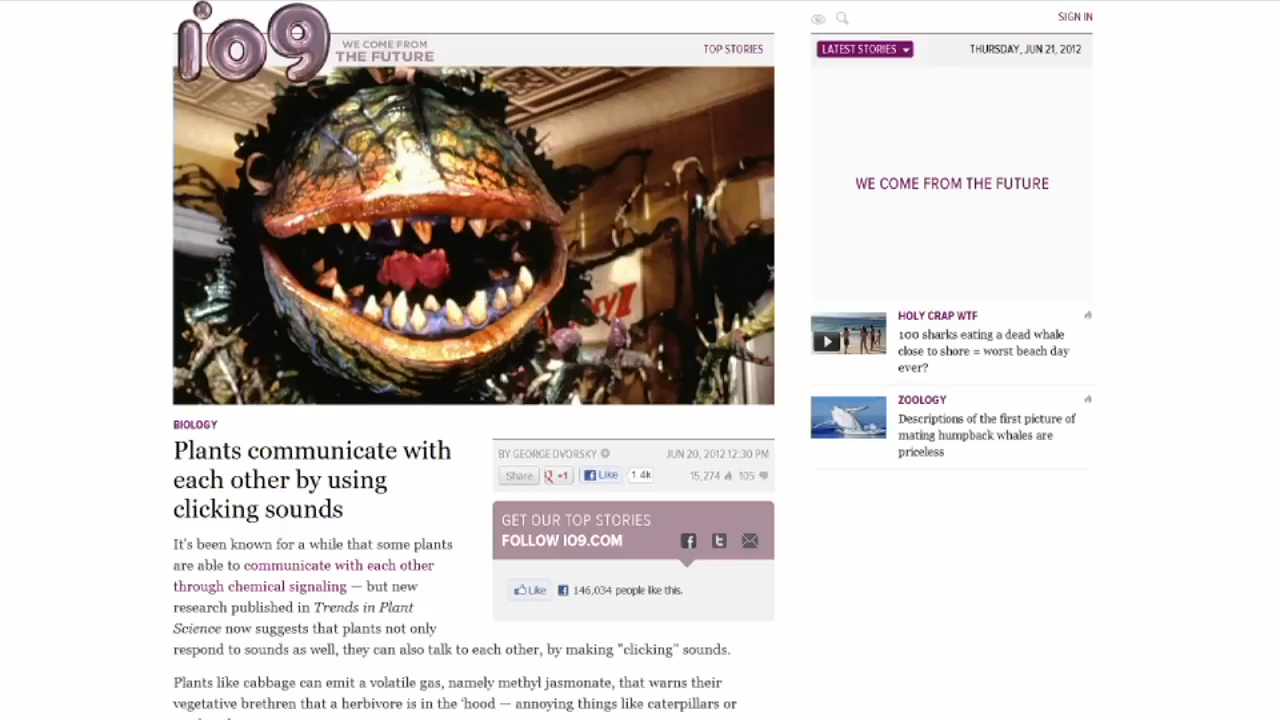 io9
WE COME FROM
THE FUTURE
TOP STORIES
SIGN IN
LATEST STORIES
THURSDAY, JUN 21, 2012
WE COME FROM THE FUTURE
HOLY CRAP WTF
100 sharks eating a dead whale
close to shore = worst beach day
ever?
ZOOLOGY
Descriptions of the first picture of
mating humpback whales are
priceless
BIOLOGY
Plants communicate with
each other by using
clicking sounds
BY GEORGE DVORSKY
JUN 20, 2012 12:30 PM
Share
g +1
Like
1.4k
15,274
105
GET OUR TOP STORIES
FOLLOW IO9.COM
Like
146,034 people like this.
It's been known for a while that some plants
are able to communicate with each other
through chemical signaling — but new
research published in Trends in Plant
Science now suggests that plants not only
respond to sounds as well, they can also talk to each other, by making "clicking" sounds.
Plants like cabbage can emit a volatile gas, namely methyl jasmonate, that warns their
vegetative brethren that a herbivore is in the 'hood — annoying things like caterpillars or